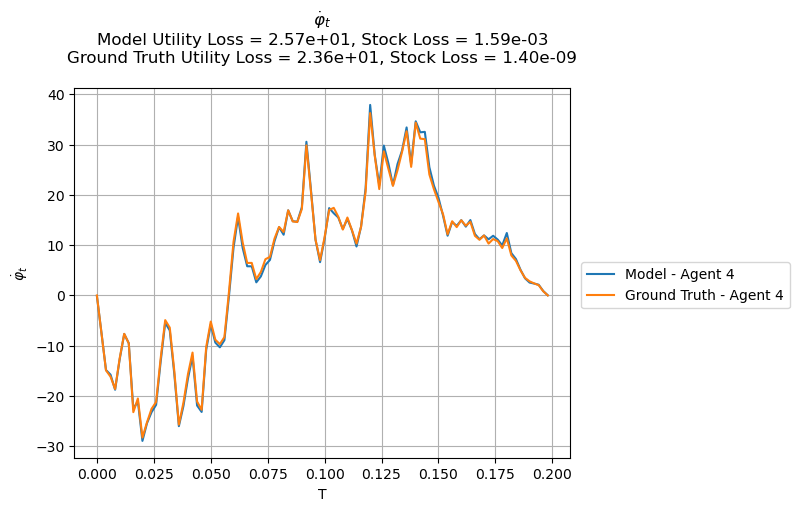 φ̇ₜ
Model Utility Loss = 2.57e+01, Stock Loss = 1.59e-03
Ground Truth Utility Loss = 2.36e+01, Stock Loss = 1.40e-09
40
30
20
10
0
−10
−20
−30
φ̇ₜ
0.000 0.025 0.050 0.075 0.100 0.125 0.150 0.175 0.200
T
Model - Agent 4
Ground Truth - Agent 4